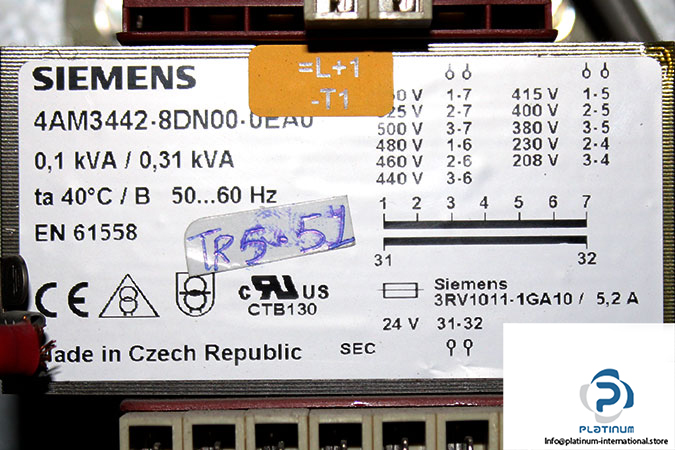 SIEMENS
=L+1
-T1
4AM3442-8DN00-0EA0
0,1 kVA / 0,31 kVA
ta 40°C / B 50...60 Hz
EN 61558
V 1-7
V 2-7
500 V 3-7
480 V 1-6
460 V 2-6
440 V 3-6
415 V 1-5
400 V 2-5
380 V 3-5
230 V 2-4
208 V 3-4
1 2 3 4 5 6 7
31 32
TR5-51
CE
c RU US
CTB130
Siemens
3RV1011-1GA10 / 5,2 A
24 V 31-32
Made in Czech Republic SEC
PLATINUM
Info@platinum-international.store